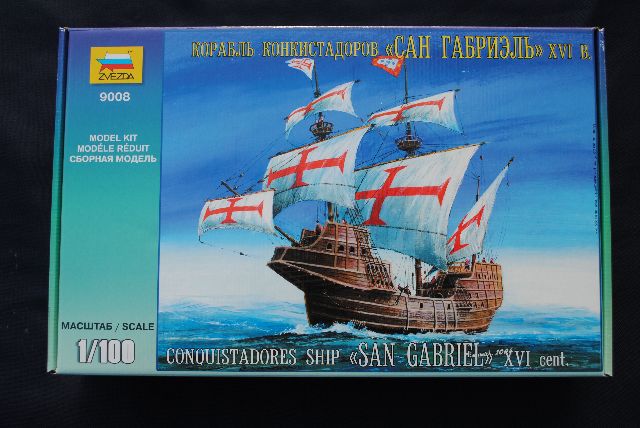 КОРАБЛЬ КОНКИСТАДОРОВ «САН ГАБРИЭЛЬ» XVI В.
ZVEZDA
9008
MODEL KIT
MODÉLE RÉDUIT
СБОРНАЯ МОДЕЛЬ
МАСШТАБ / SCALE
1/100
CONQUISTADORES SHIP «SAN GABRIEL» XVI cent.